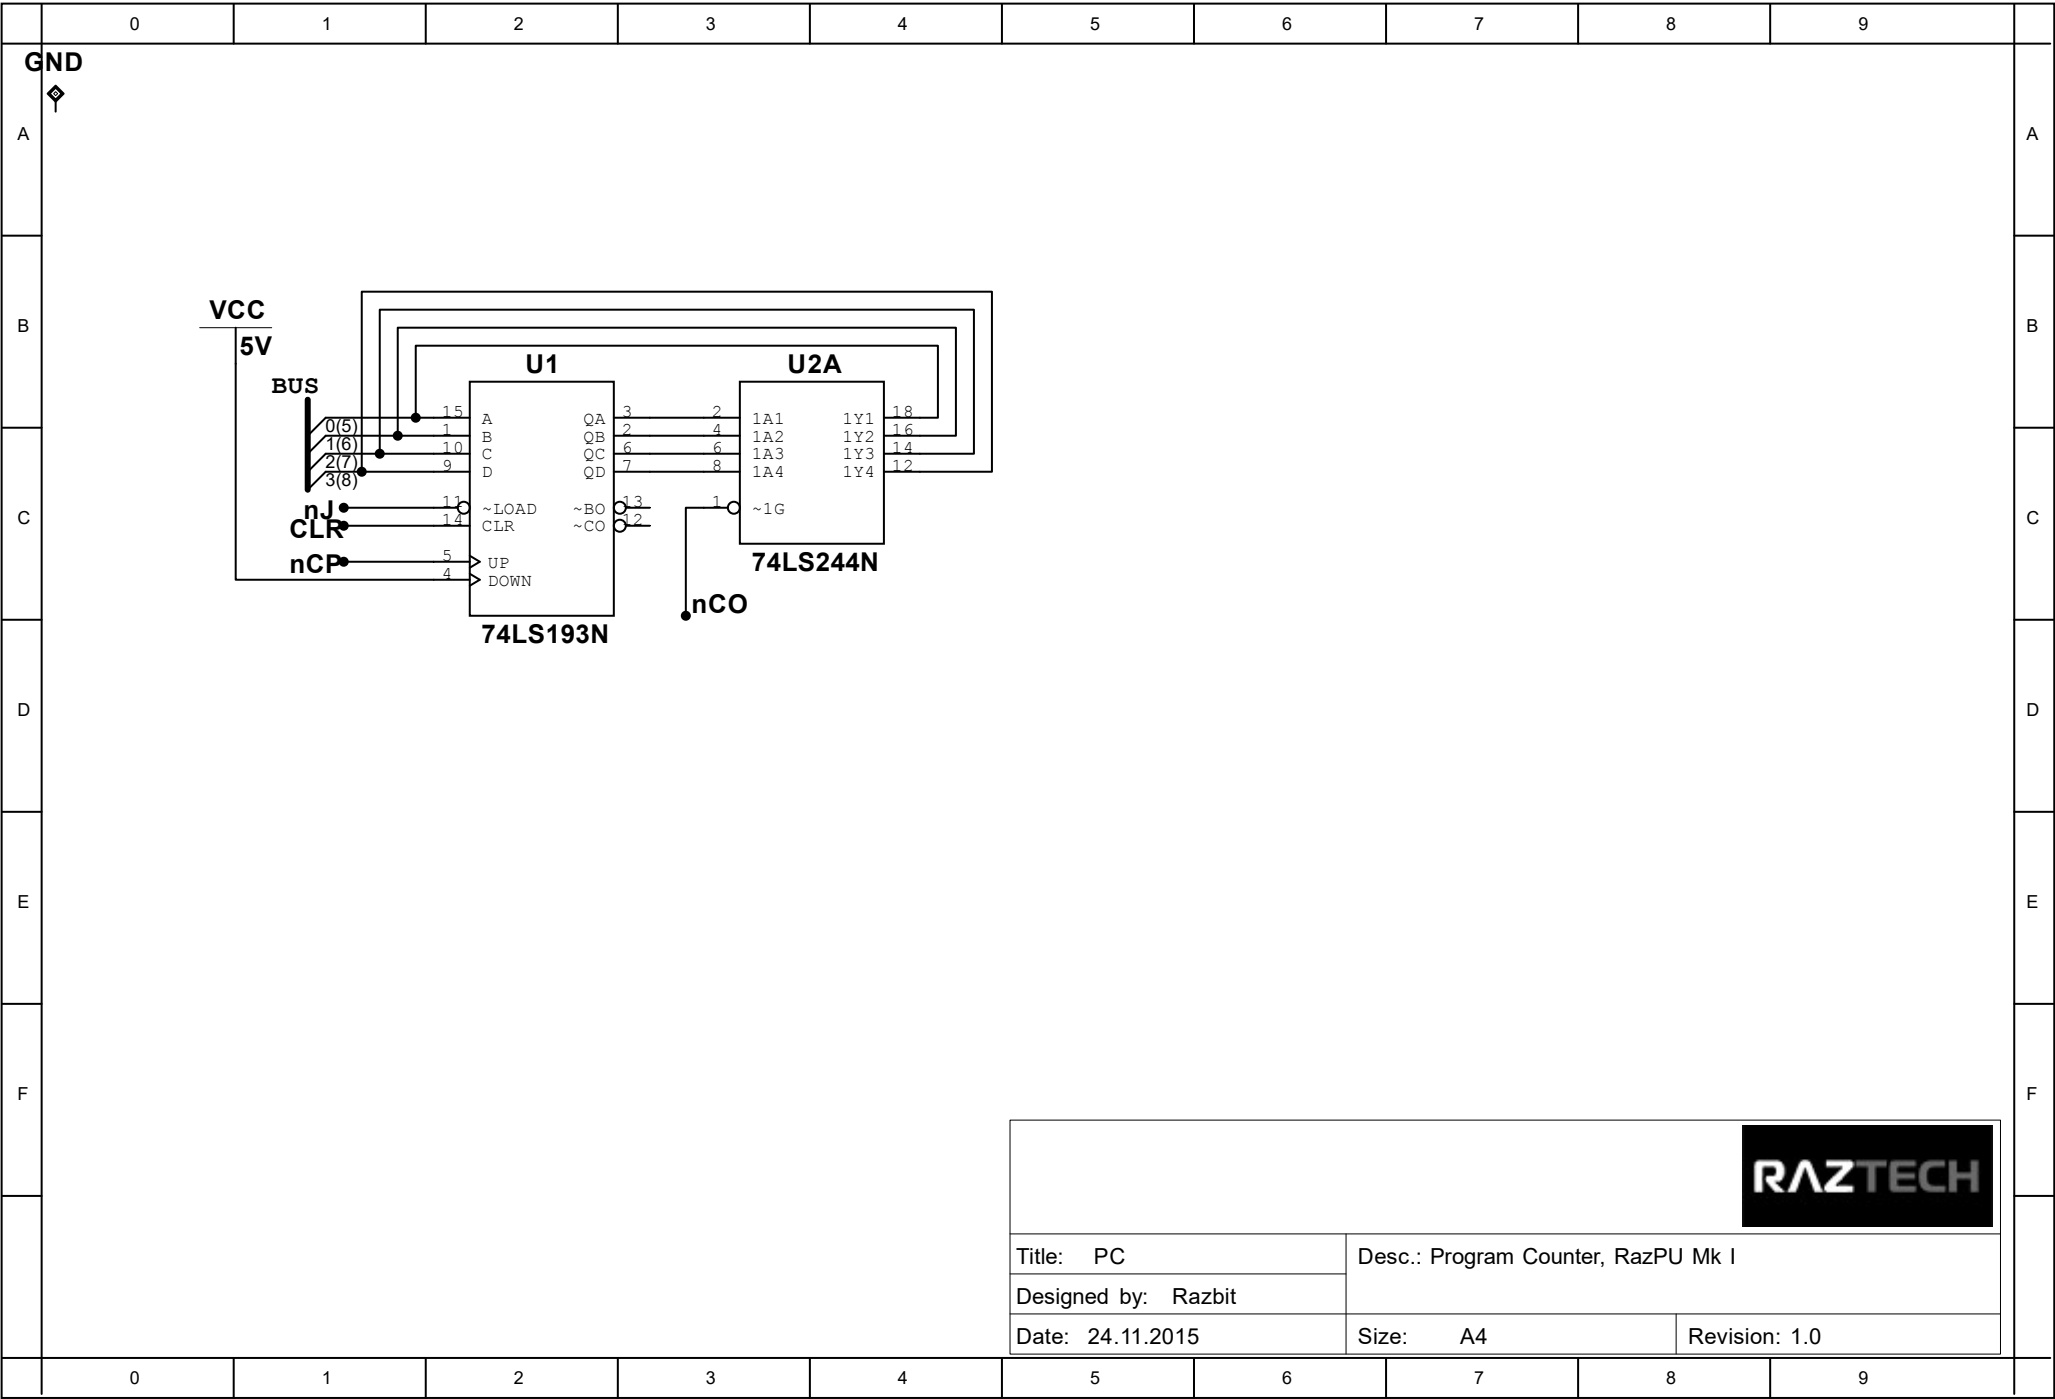 0 1 2 3 4 5 6 7 8 9
GND
A A
B B
VCC
5V
U1 U2A
BUS
15 A QA 3 2 1A1 1Y1 18
0(5)
1 B QB 2 4 1A2 1Y2 16
1(6)
10 C QC 6 6 1A3 1Y3 14
2(7)
9 D QD 7 8 1A4 1Y4 12
3(8)
nJ 11 ~LOAD ~BO 13 1 ~1G
C C
CLR 14 CLR ~CO 12
nCP 5 UP
74LS244N
4 DOWN
nCO
74LS193N
D D
E E
F F
RAZTECH
Title: PC Desc.: Program Counter, RazPU Mk I
Designed by: Razbit
Date: 24.11.2015 Size: A4 Revision: 1.0
0 1 2 3 4 5 6 7 8 9